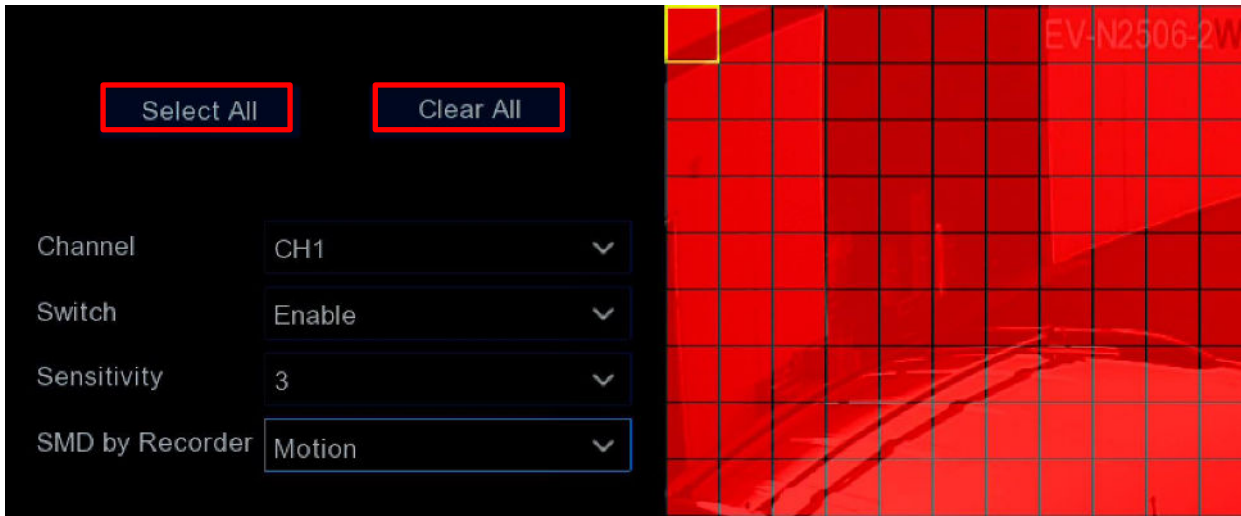 EV-N2506-2W
Select All
Clear All
Channel
CH1
Switch
Enable
Sensitivity
3
SMD by Recorder
Motion